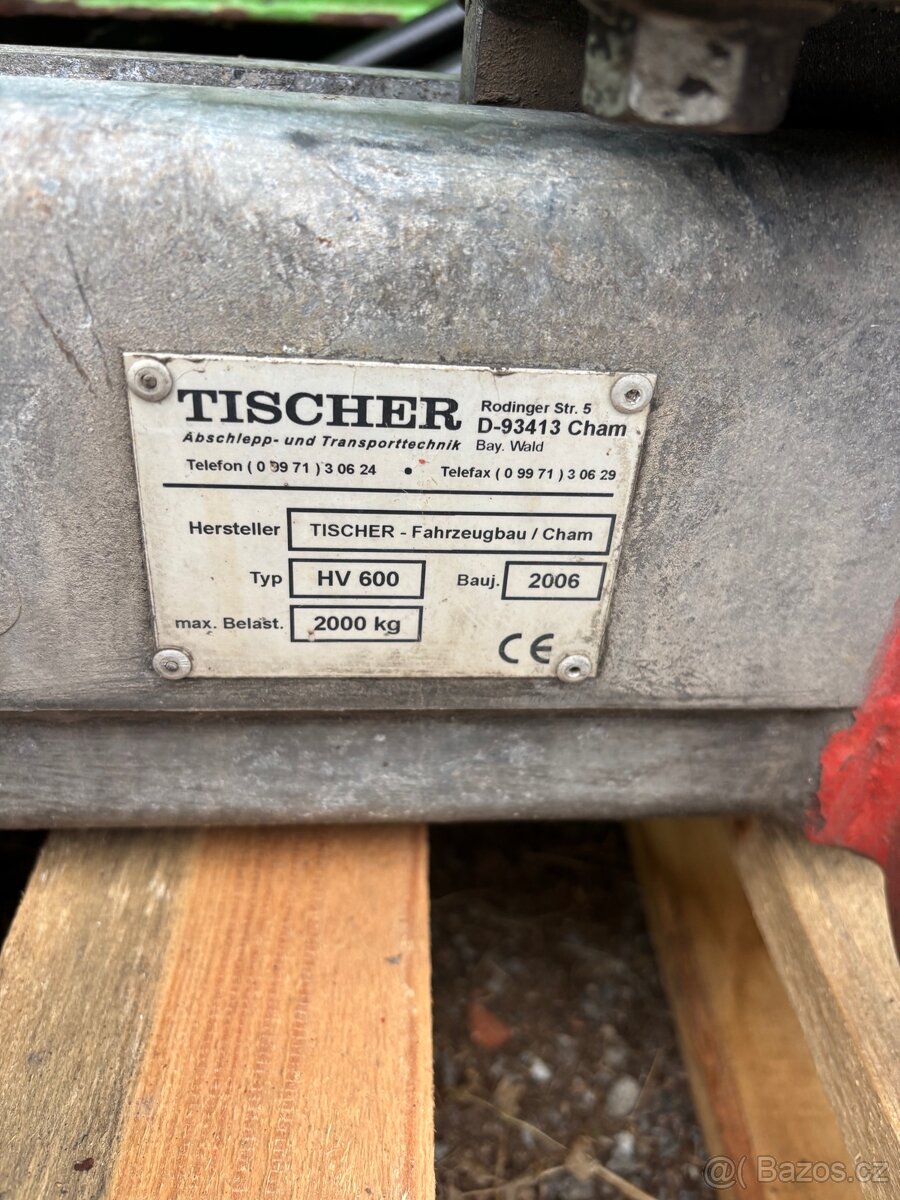 TISCHER
Abschlepp- und Transporttechnik
Rodinger Str. 5
D-93413 Cham
Bay. Wald
Telefon ( 0 99 71 ) 3 06 24 • Telefax ( 0 99 71 ) 3 06 29
Hersteller TISCHER - Fahrzeugbau / Cham
Typ HV 600 Bauj. 2006
max. Belast. 2000 kg
CE
@( Bazos.cz